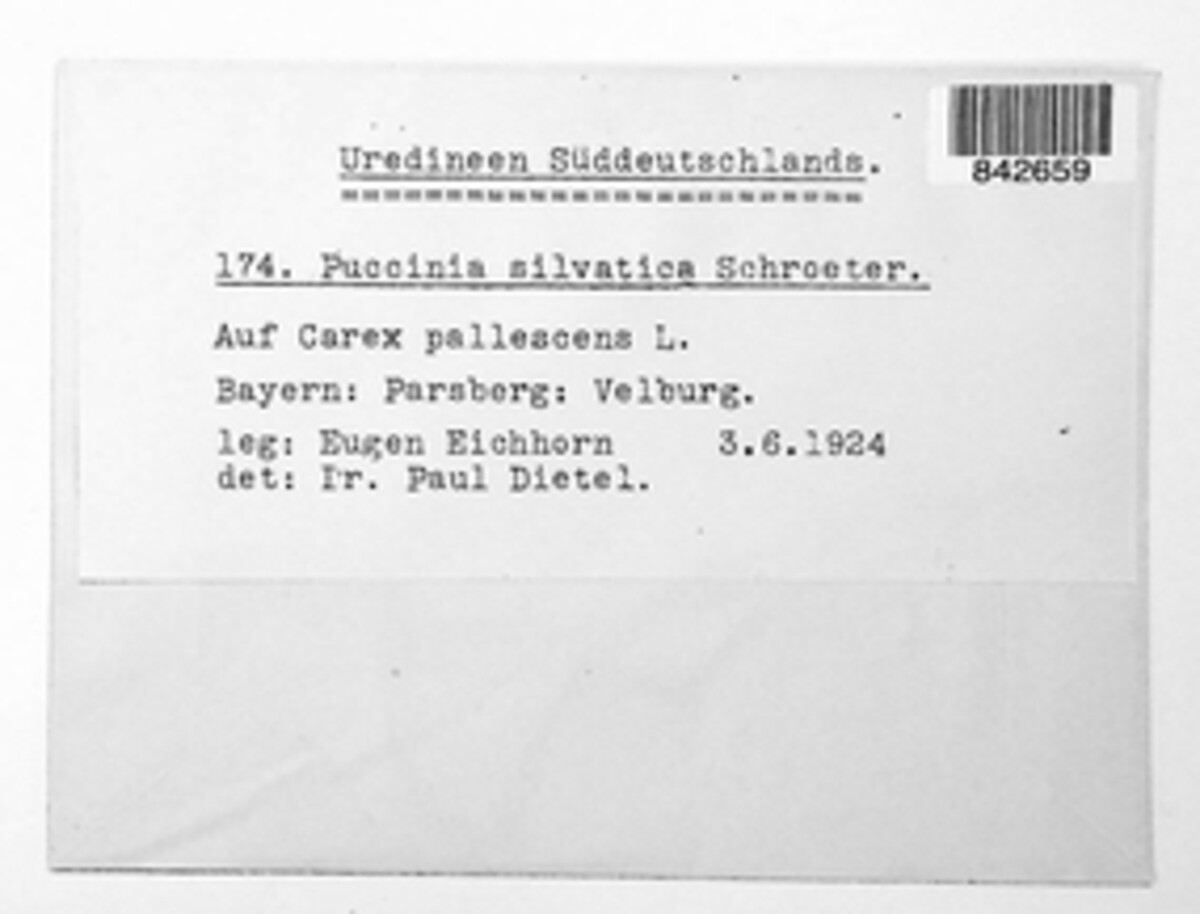 842659
Uredineen Süddeutschlands.
174. Puccinia silvatica Schroeter.
Auf Carex pallescens L.
Bayern: Parsberg: Velburg.
leg: Eugen Eichhorn 3.6.1924
det: Dr. Paul Dietel.